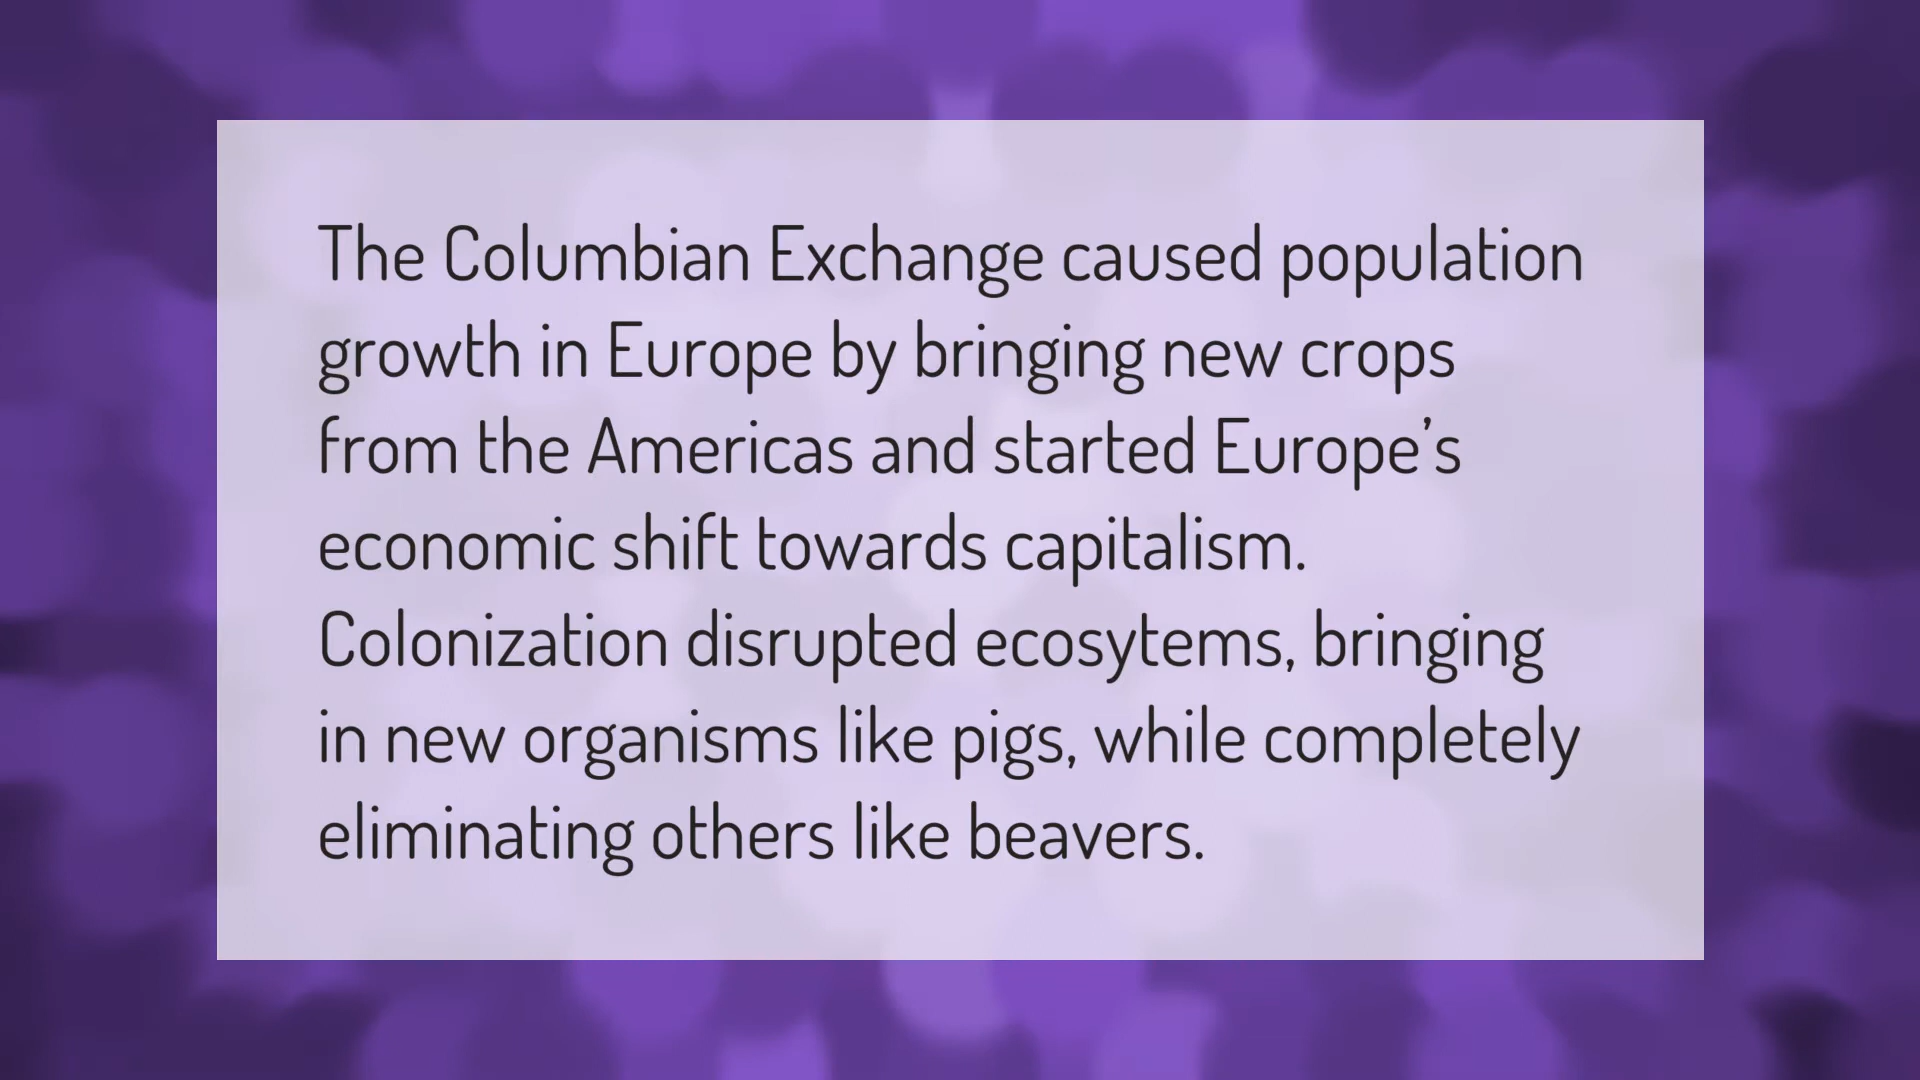 The Columbian Exchange caused population
growth in Europe by bringing new crops
from the Americas and started Europe’s
economic shift towards capitalism.
Colonization disrupted ecosytems, bringing
in new organisms like pigs, while completely
eliminating others like beavers.